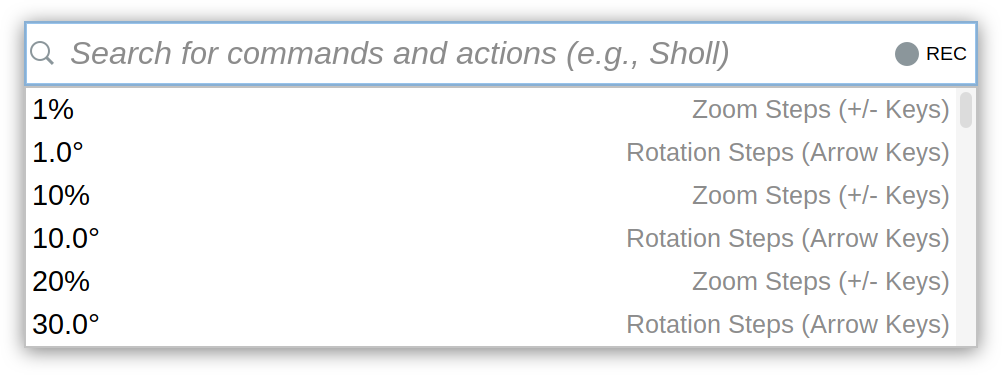 Search for commands and actions (e.g., Sholl) REC
1% Zoom Steps (+/- Keys)
1.0° Rotation Steps (Arrow Keys)
10% Zoom Steps (+/- Keys)
10.0° Rotation Steps (Arrow Keys)
20% Zoom Steps (+/- Keys)
30.0° Rotation Steps (Arrow Keys)